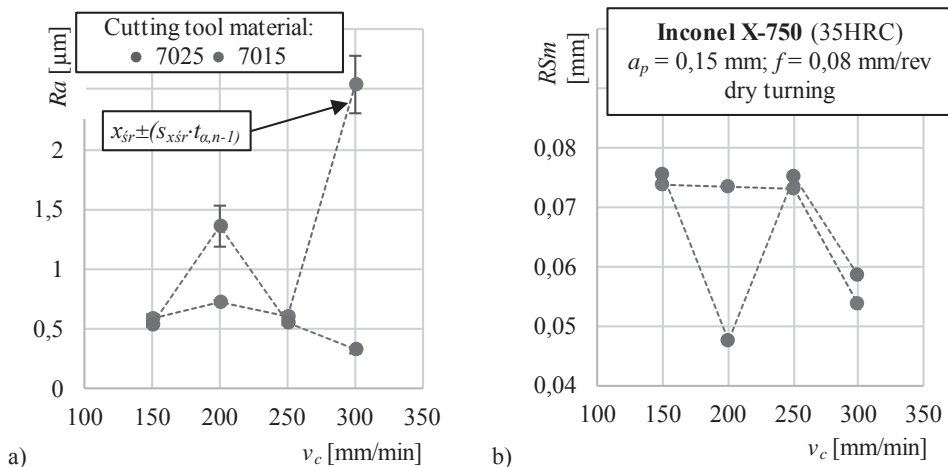 Cutting tool material:
7025 7015
Ra [µm]
x_śr±(s_xśr·t_α,n-1)
2
1,5
1
0,5
0
100 150 200 250 300 350
a) v_c [mm/min]
Inconel X-750 (35HRC)
a_p = 0,15 mm; f = 0,08 mm/rev
dry turning
RSm
[mm]
0,08
0,07
0,06
0,05
0,04
100 150 200 250 300 350
b) v_c [mm/min]